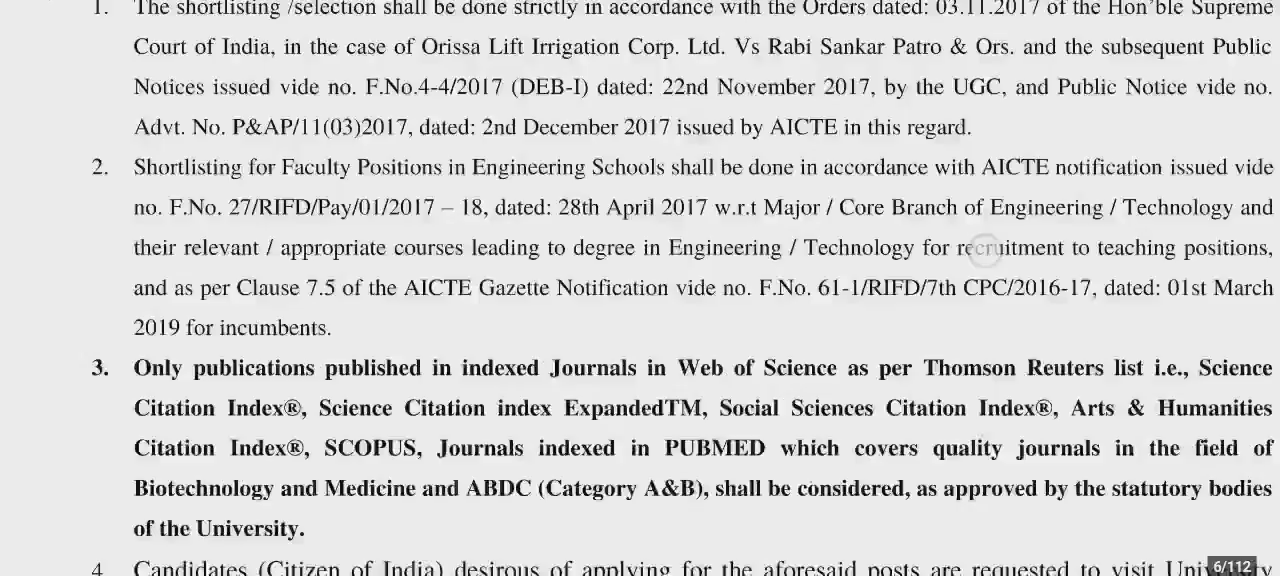 1. The shortlisting /selection shall be done strictly in accordance with the Orders dated: 03.11.2017 of the Hon'ble Supreme
Court of India, in the case of Orissa Lift Irrigation Corp. Ltd. Vs Rabi Sankar Patro & Ors. and the subsequent Public
Notices issued vide no. F.No.4-4/2017 (DEB-I) dated: 22nd November 2017, by the UGC, and Public Notice vide no.
Advt. No. P&AP/11(03)2017, dated: 2nd December 2017 issued by AICTE in this regard.
2. Shortlisting for Faculty Positions in Engineering Schools shall be done in accordance with AICTE notification issued vide
no. F.No. 27/RIFD/Pay/01/2017 – 18, dated: 28th April 2017 w.r.t Major / Core Branch of Engineering / Technology and
their relevant / appropriate courses leading to degree in Engineering / Technology for recruitment to teaching positions,
and as per Clause 7.5 of the AICTE Gazette Notification vide no. F.No. 61-1/RIFD/7th CPC/2016-17, dated: 01st March
2019 for incumbents.
3. Only publications published in indexed Journals in Web of Science as per Thomson Reuters list i.e., Science
Citation Index®, Science Citation index ExpandedTM, Social Sciences Citation Index®, Arts & Humanities
Citation Index®, SCOPUS, Journals indexed in PUBMED which covers quality journals in the field of
Biotechnology and Medicine and ABDC (Category A&B), shall be considered, as approved by the statutory bodies
of the University.
4. Candidates (Citizen of India) desirous of applying for the aforesaid posts are requested to visit
6/112